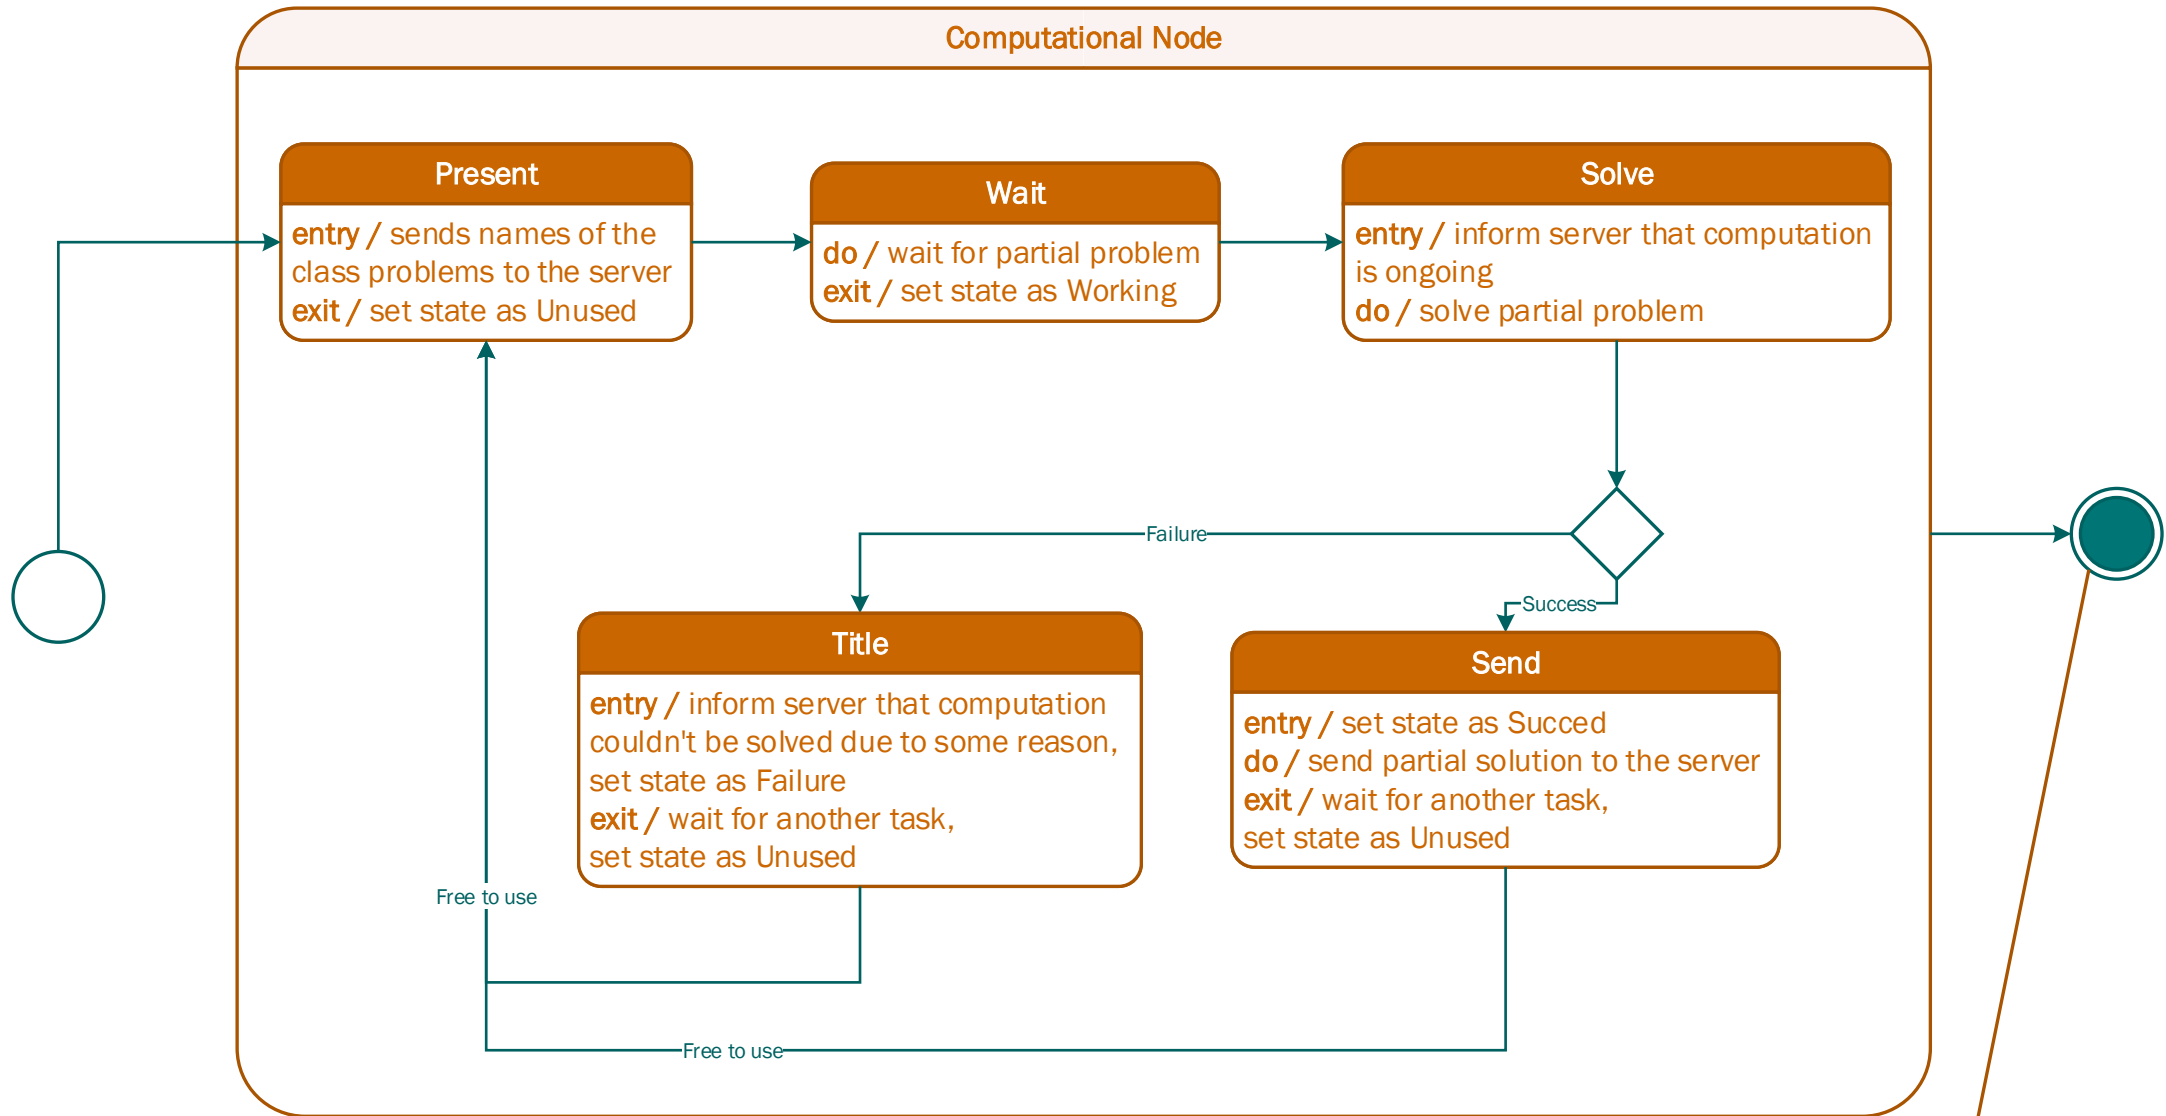 Computational Node
Present
entry / sends names of the
class problems to the server
exit / set state as Unused
Wait
do / wait for partial problem
exit / set state as Working
Solve
entry / inform server that computation
is ongoing
do / solve partial problem
Failure
Success
Title
entry / inform server that computation
couldn't be solved due to some reason,
set state as Failure
exit / wait for another task,
set state as Unused
Send
entry / set state as Succed
do / send partial solution to the server
exit / wait for another task,
set state as Unused
Free to use
Free to use